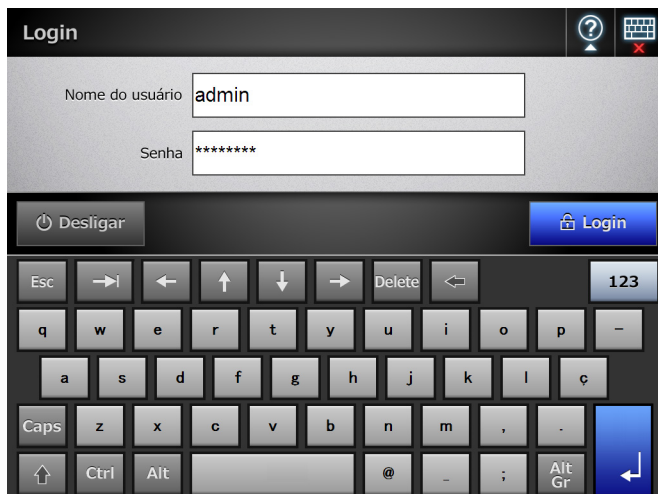 Login
?
Nome do usuário admin
Senha ********
Desligar Login
Esc Delete 123
q w e r t y u i o p -
a s d f g h j k l ç
Caps z x c v b n m , .
Ctrl Alt @ _ ; Alt Gr